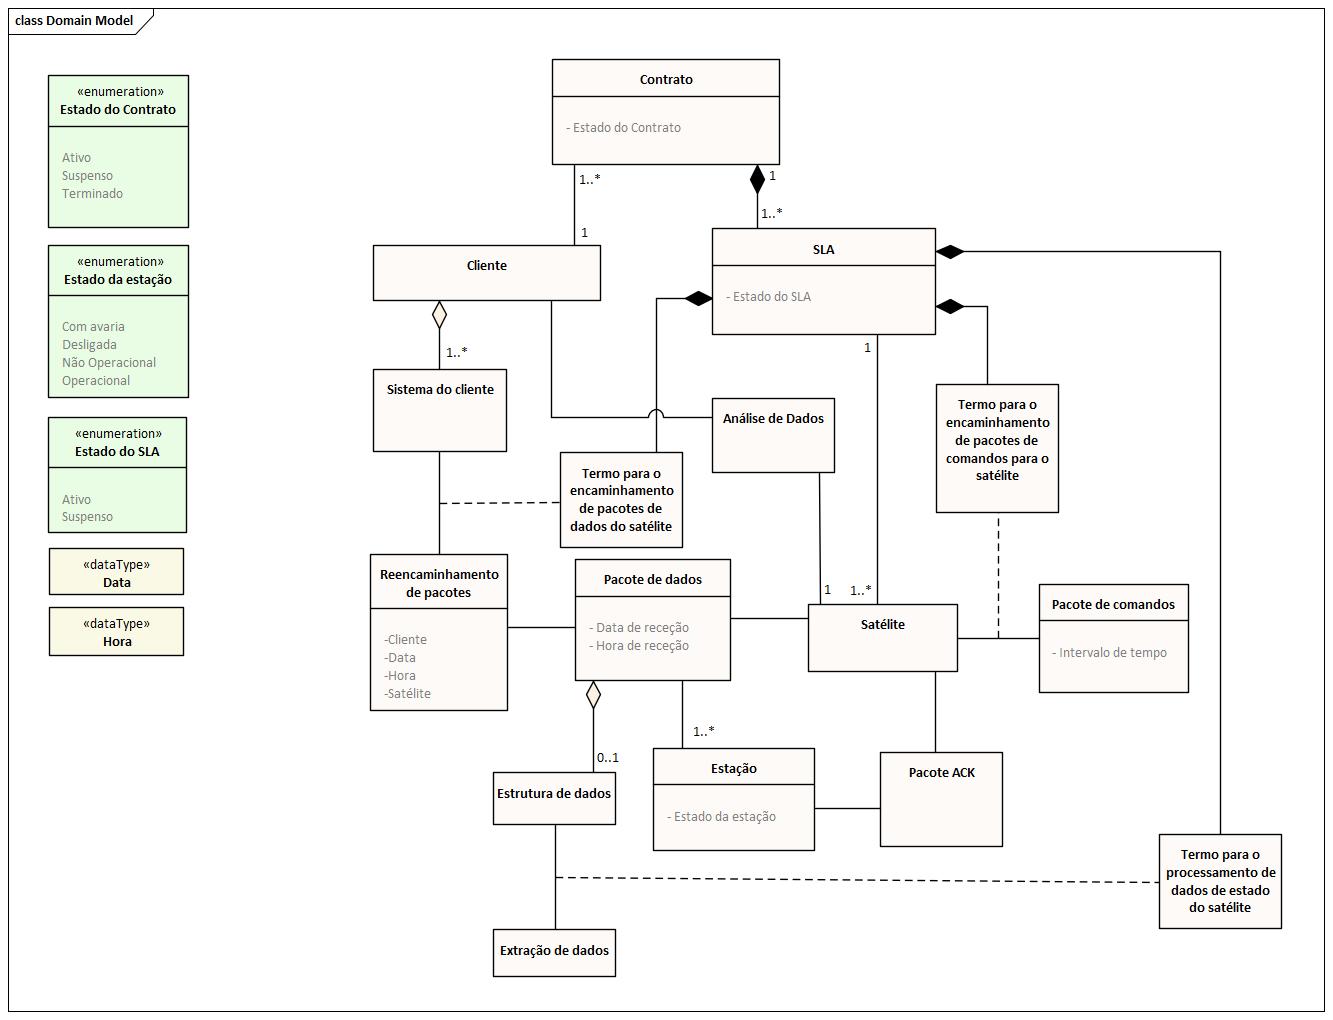 class Domain Model
«enumeration»
Estado do Contrato
Ativo
Suspenso
Terminado
«enumeration»
Estado da estação
Com avaria
Desligada
Não Operacional
Operacional
«enumeration»
Estado do SLA
Ativo
Suspenso
«dataType»
Data
«dataType»
Hora
Contrato
- Estado do Contrato
1..*
1
1
1..*
Cliente
SLA
- Estado do SLA
1..*
1
Sistema do cliente
Análise de Dados
Termo para o
encaminhamento
de pacotes de
comandos para o
satélite
Termo para o
encaminhamento
de pacotes de
dados do satélite
Reencaminhamento
de pacotes
-Cliente
-Data
-Hora
-Satélite
Pacote de dados
- Data de receção
- Hora de receção
1
1..*
Satélite
Pacote de comandos
- Intervalo de tempo
1..*
0..1
Estrutura de dados
Estação
- Estado da estação
Pacote ACK
Termo para o
processamento de
dados de estado
do satélite
Extração de dados